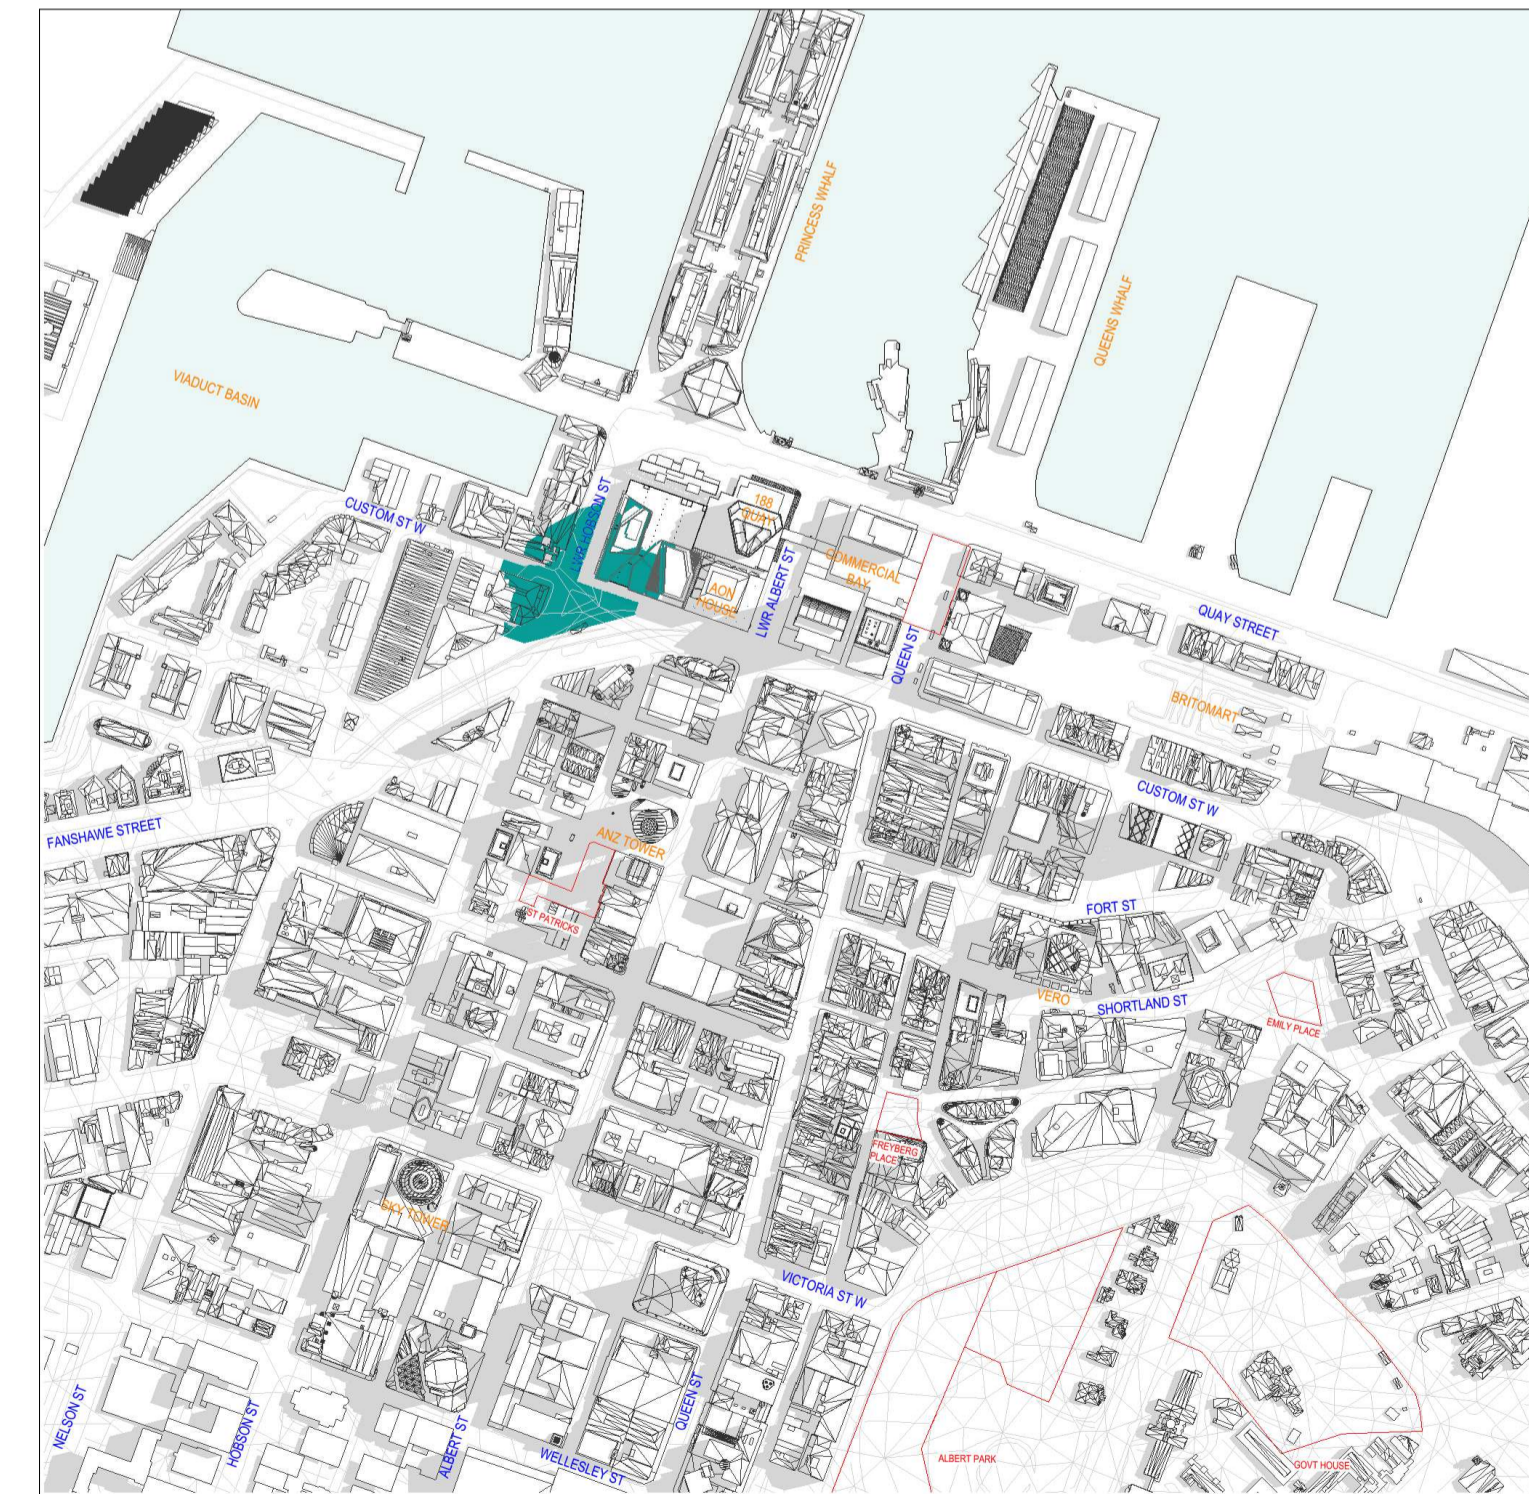 PRINCESS WHALF
QUEENS WHALF
VIADUCT BASIN
CUSTOM ST W
LWR HOBSON ST
188
QUAY
LWR ALBERT ST
COMMERCIAL
BAY
AON
HOUSE
QUEEN ST
QUAY STREET
BRITOMART
CUSTOM ST W
FANSHAWE STREET
ANZ TOWER
ST PATRICKS
FORT ST
VERO
SHORTLAND ST
EMILY PLACE
FREYBERG
PLACE
SKY TOWER
VICTORIA ST W
NELSON ST
HOBSON ST
ALBERT ST
WELLESLEY ST
QUEEN ST
ALBERT PARK
GOVT HOUSE